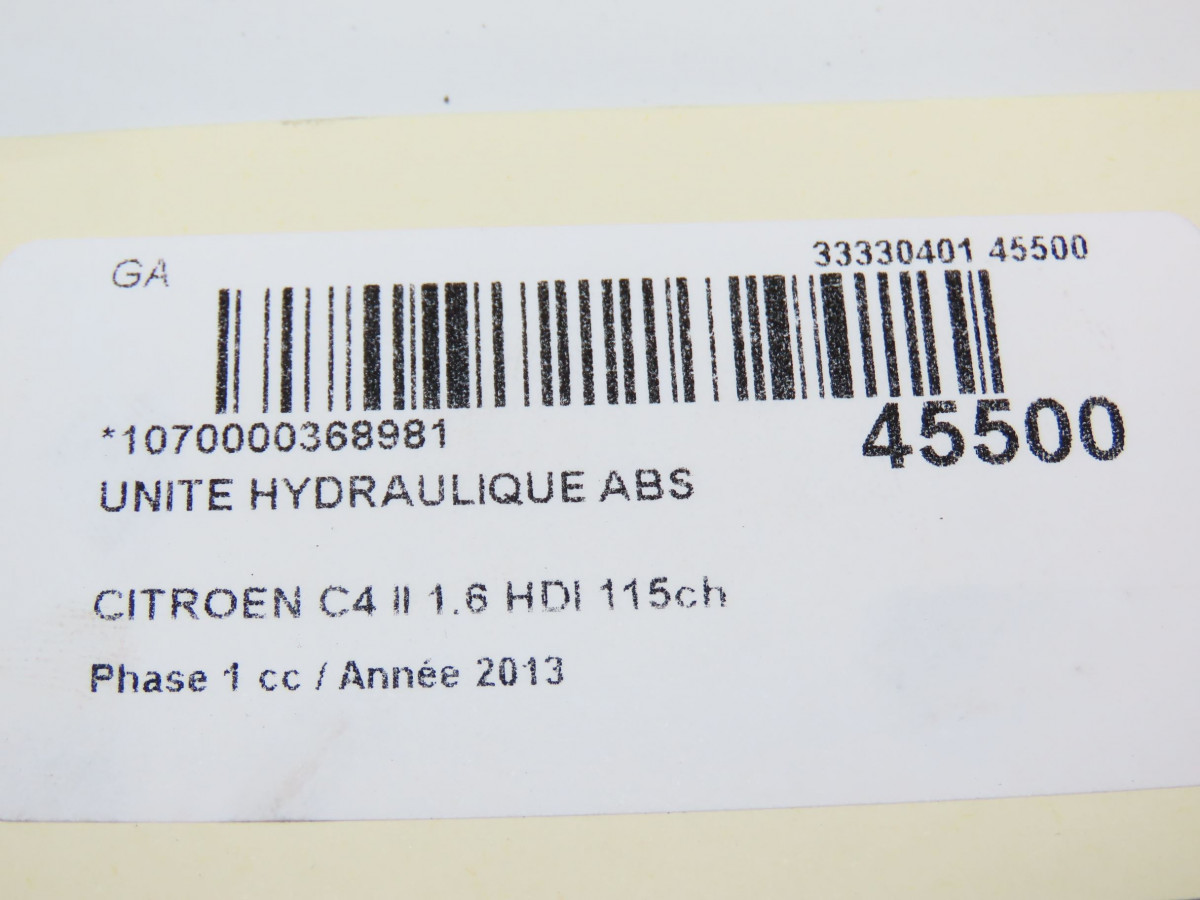 GA
33330401 45500
*1070000368981
45500
UNITE HYDRAULIQUE ABS
CITROEN C4 II 1.6 HDI 115ch
Phase 1 cc / Année 2013